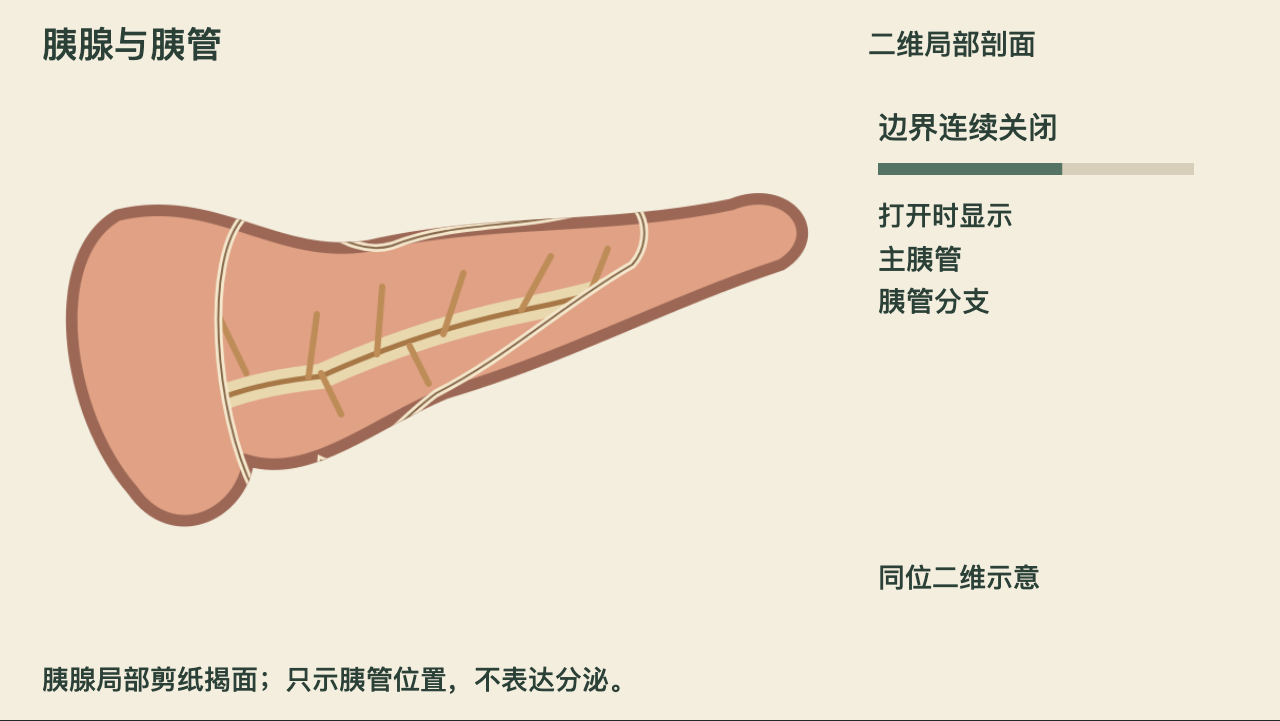 胰腺与胰管
二维局部剖面
边界连续关闭
打开时显示
主胰管
胰管分支
同位二维示意
胰腺局部剪纸揭面；只示胰管位置，不表达分泌。